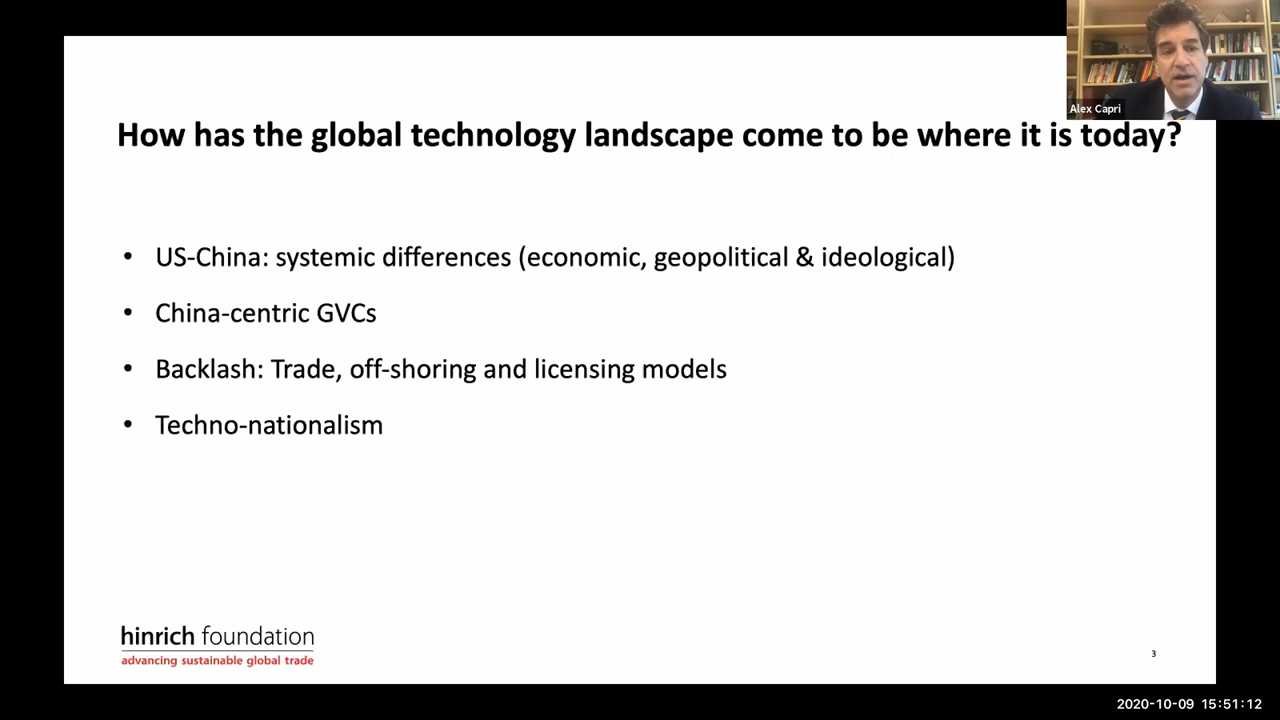 Alex Capri
How has the global technology landscape come to be where it is today?
• US-China: systemic differences (economic, geopolitical & ideological)
• China-centric GVCs
• Backlash: Trade, off-shoring and licensing models
• Techno-nationalism
hinrich foundation
advancing sustainable global trade
3
2020-10-09 15:51:12